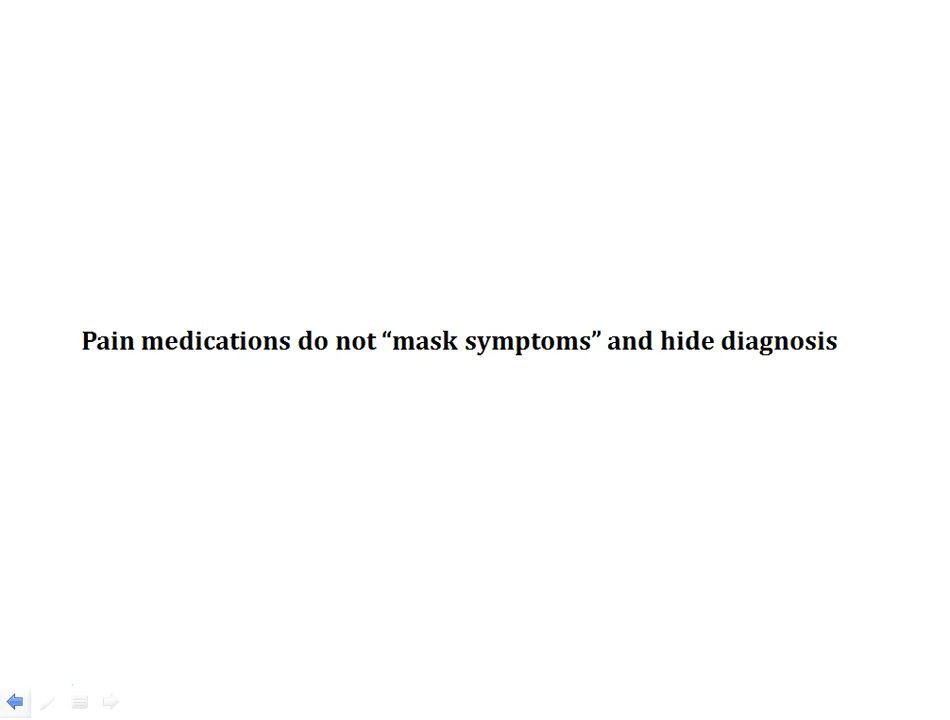 Pain medications do not “mask symptoms” and hide diagnosis